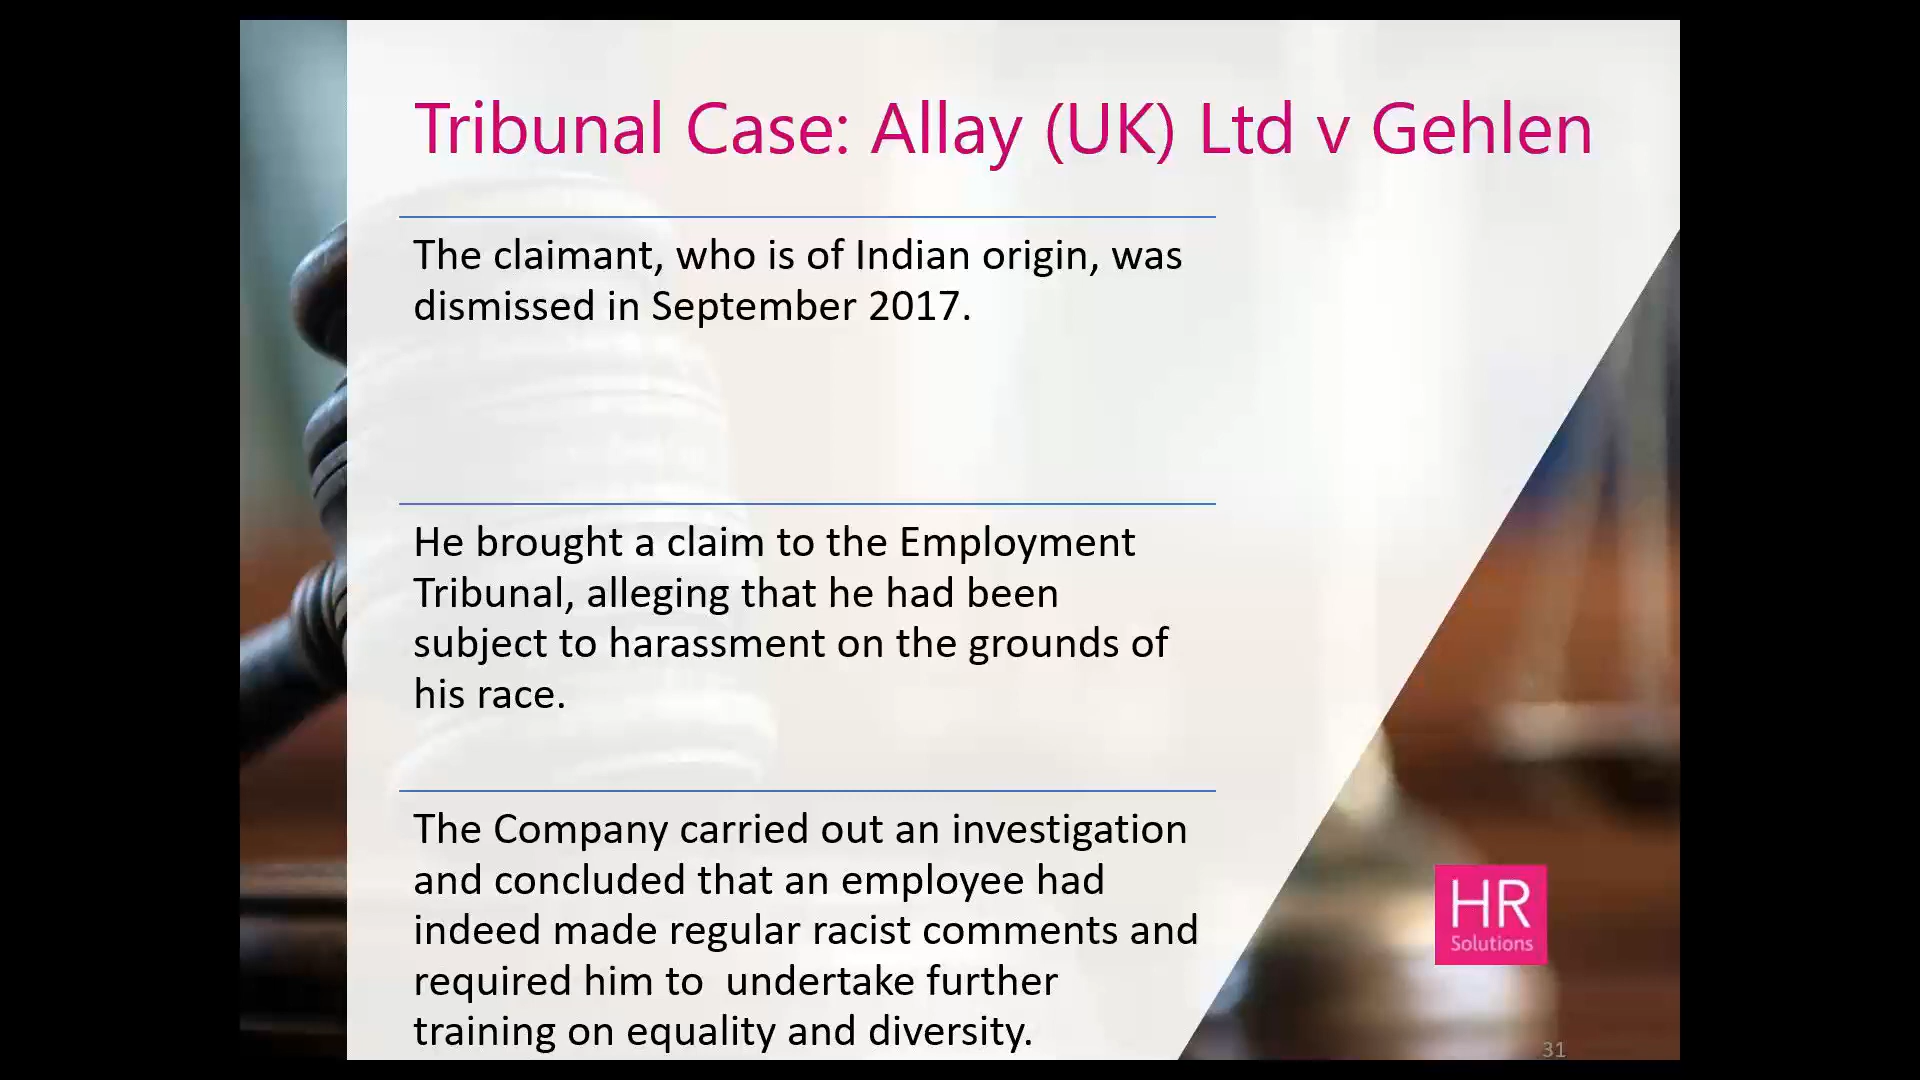 Tribunal Case: Allay (UK) Ltd v Gehlen
The claimant, who is of Indian origin, was
dismissed in September 2017.
He brought a claim to the Employment
Tribunal, alleging that he had been
subject to harassment on the grounds of
his race.
The Company carried out an investigation
and concluded that an employee had
indeed made regular racist comments and
required him to  undertake further
training on equality and diversity.
HR
Solutions
31